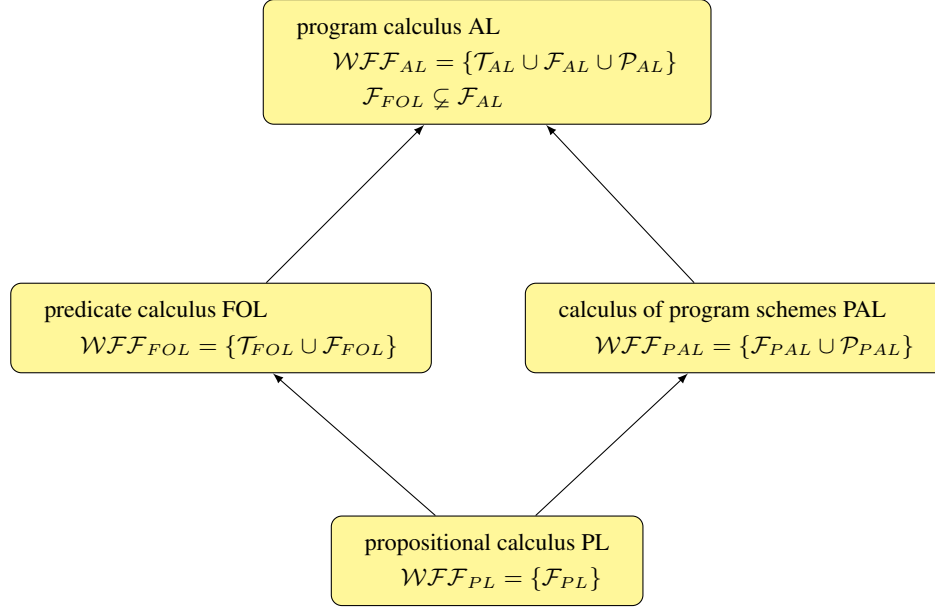 program calculus AL
𝒲ℱℱ_AL = {𝒯_AL ∪ ℱ_AL ∪ 𝒫_AL}
ℱ_FOL ⊊ ℱ_AL
predicate calculus FOL
𝒲ℱℱ_FOL = {𝒯_FOL ∪ ℱ_FOL}
calculus of program schemes PAL
𝒲ℱℱ_PAL = {ℱ_PAL ∪ 𝒫_PAL}
propositional calculus PL
𝒲ℱℱ_PL = {ℱ_PL}